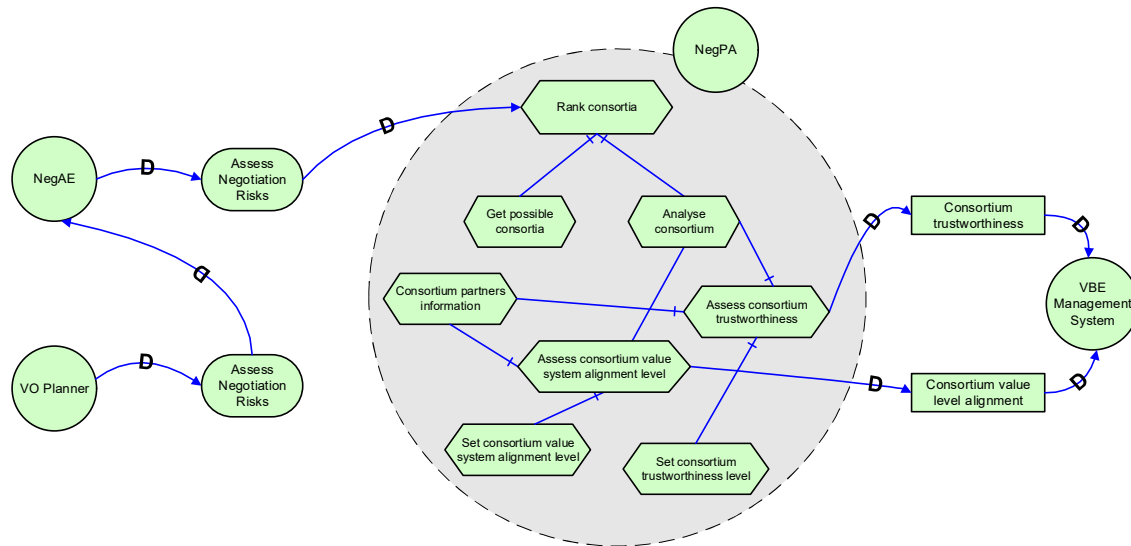 NegPA
Rank consortia
D
D
NegAE
Assess
Negotiation
Risks
Get possible
consortia
Analyse
consortium
D
Consortium
trustworthiness
D
D
Consortium partners
information
Assess consortium
trustworthiness
VBE
Management
System
VO Planner
D
Assess
Negotiation
Risks
Assess consortium value
system alignment level
D
Consortium value
level alignment
D
Set consortium value
system alignment level
Set consortium
trustworthiness level